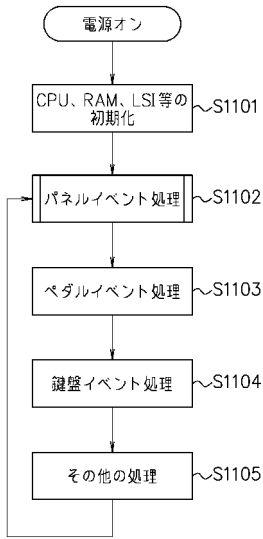 電源オン
CPU、RAM、LSI等の
初期化
S1101
パネルイベント処理
S1102
ペダルイベント処理
S1103
鍵盤イベント処理
S1104
その他の処理
S1105